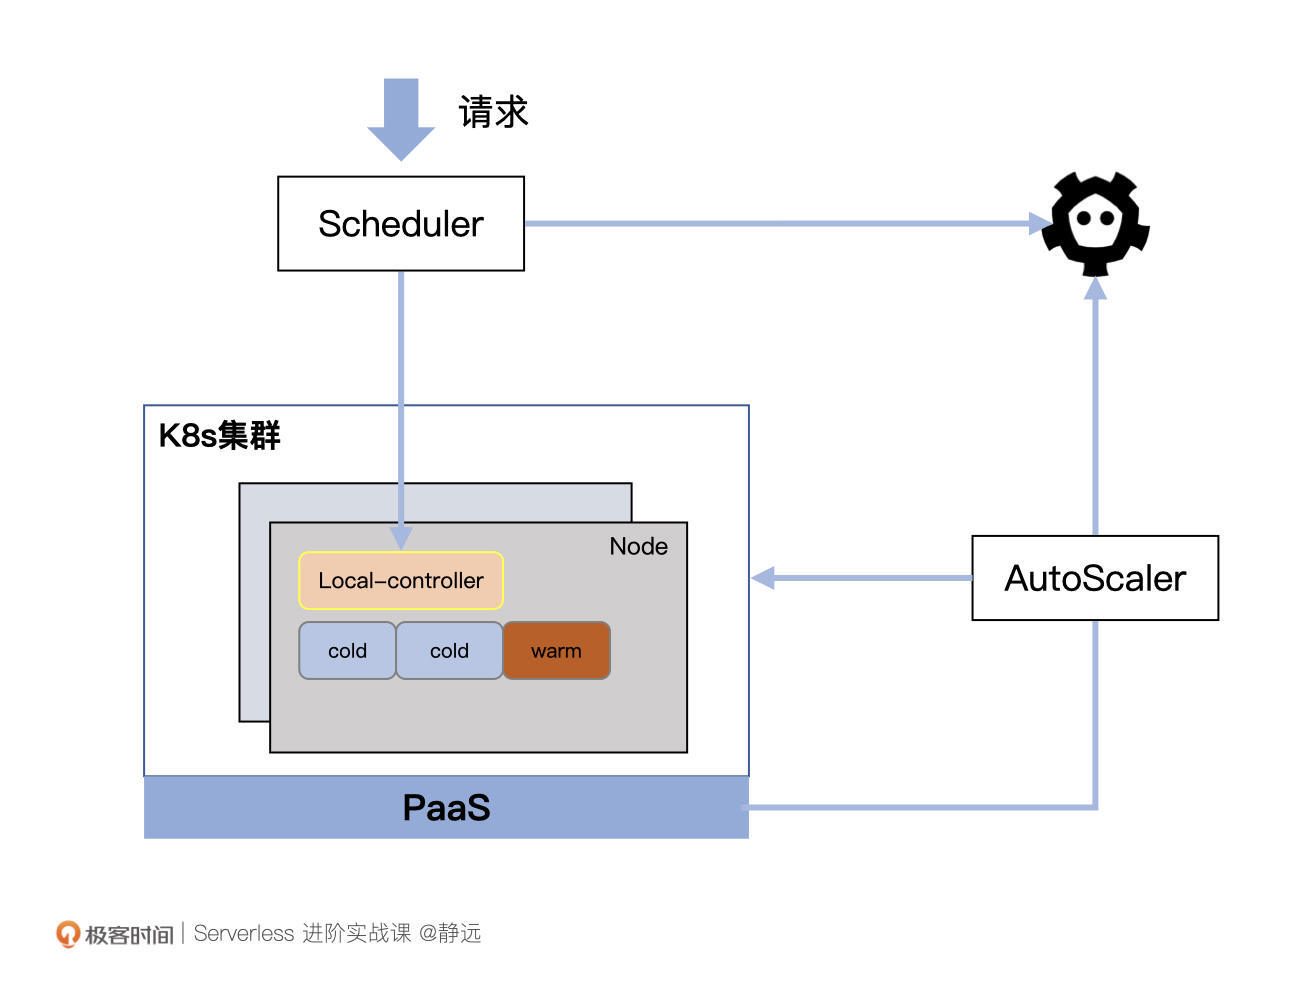 请求
Scheduler
K8s集群
Node
Local-controller
cold
cold
warm
AutoScaler
PaaS
极客时间
Serverless 进阶实战课 @静远